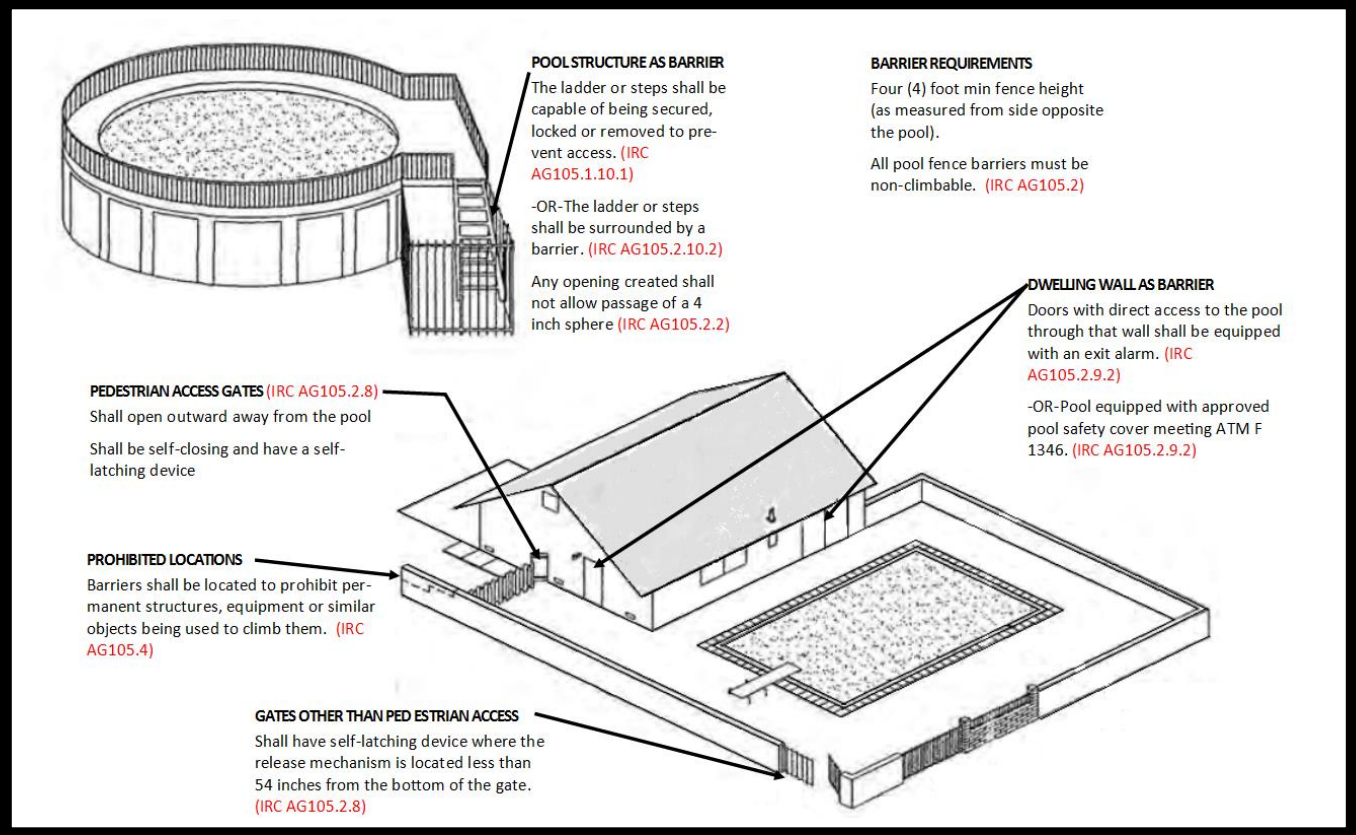 POOL STRUCTURE AS BARRIER
The ladder or steps shall be
capable of being secured,
locked or removed to pre-
vent access. (IRC
AG105.1.10.1)
-OR-The ladder or steps
shall be surrounded by a
barrier. (IRC AG105.2.10.2)
Any opening created shall
not allow passage of a 4
inch sphere (IRC AG105.2.2)
BARRIER REQUIREMENTS
Four (4) foot min fence height
(as measured from side opposite
the pool).
All pool fence barriers must be
non-climbable. (IRC AG105.2)
DWELLING WALL AS BARRIER
Doors with direct access to the pool
through that wall shall be equipped
with an exit alarm. (IRC
AG105.2.9.2)
-OR-Pool equipped with approved
pool safety cover meeting ATM F
1346. (IRC AG105.2.9.2)
PEDESTRIAN ACCESS GATES (IRC AG105.2.8)
Shall open outward away from the pool
Shall be self-closing and have a self-
latching device
PROHIBITED LOCATIONS
Barriers shall be located to prohibit per-
manent structures, equipment or similar
objects being used to climb them. (IRC
AG105.4)
GATES OTHER THAN PED ESTRIAN ACCESS
Shall have self-latching device where the
release mechanism is located less than
54 inches from the bottom of the gate.
(IRC AG105.2.8)